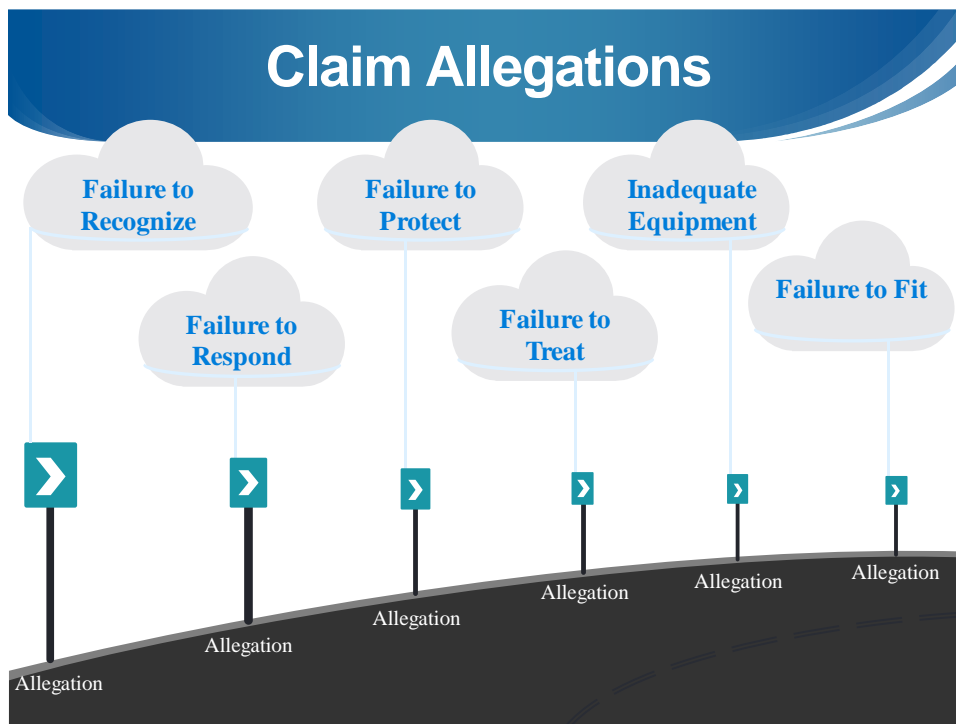 Claim Allegations
Failure to
Recognize
Failure to
Protect
Inadequate
Equipment
Failure to
Respond
Failure to
Treat
Failure to Fit
Allegation
Allegation
Allegation
Allegation
Allegation
Allegation